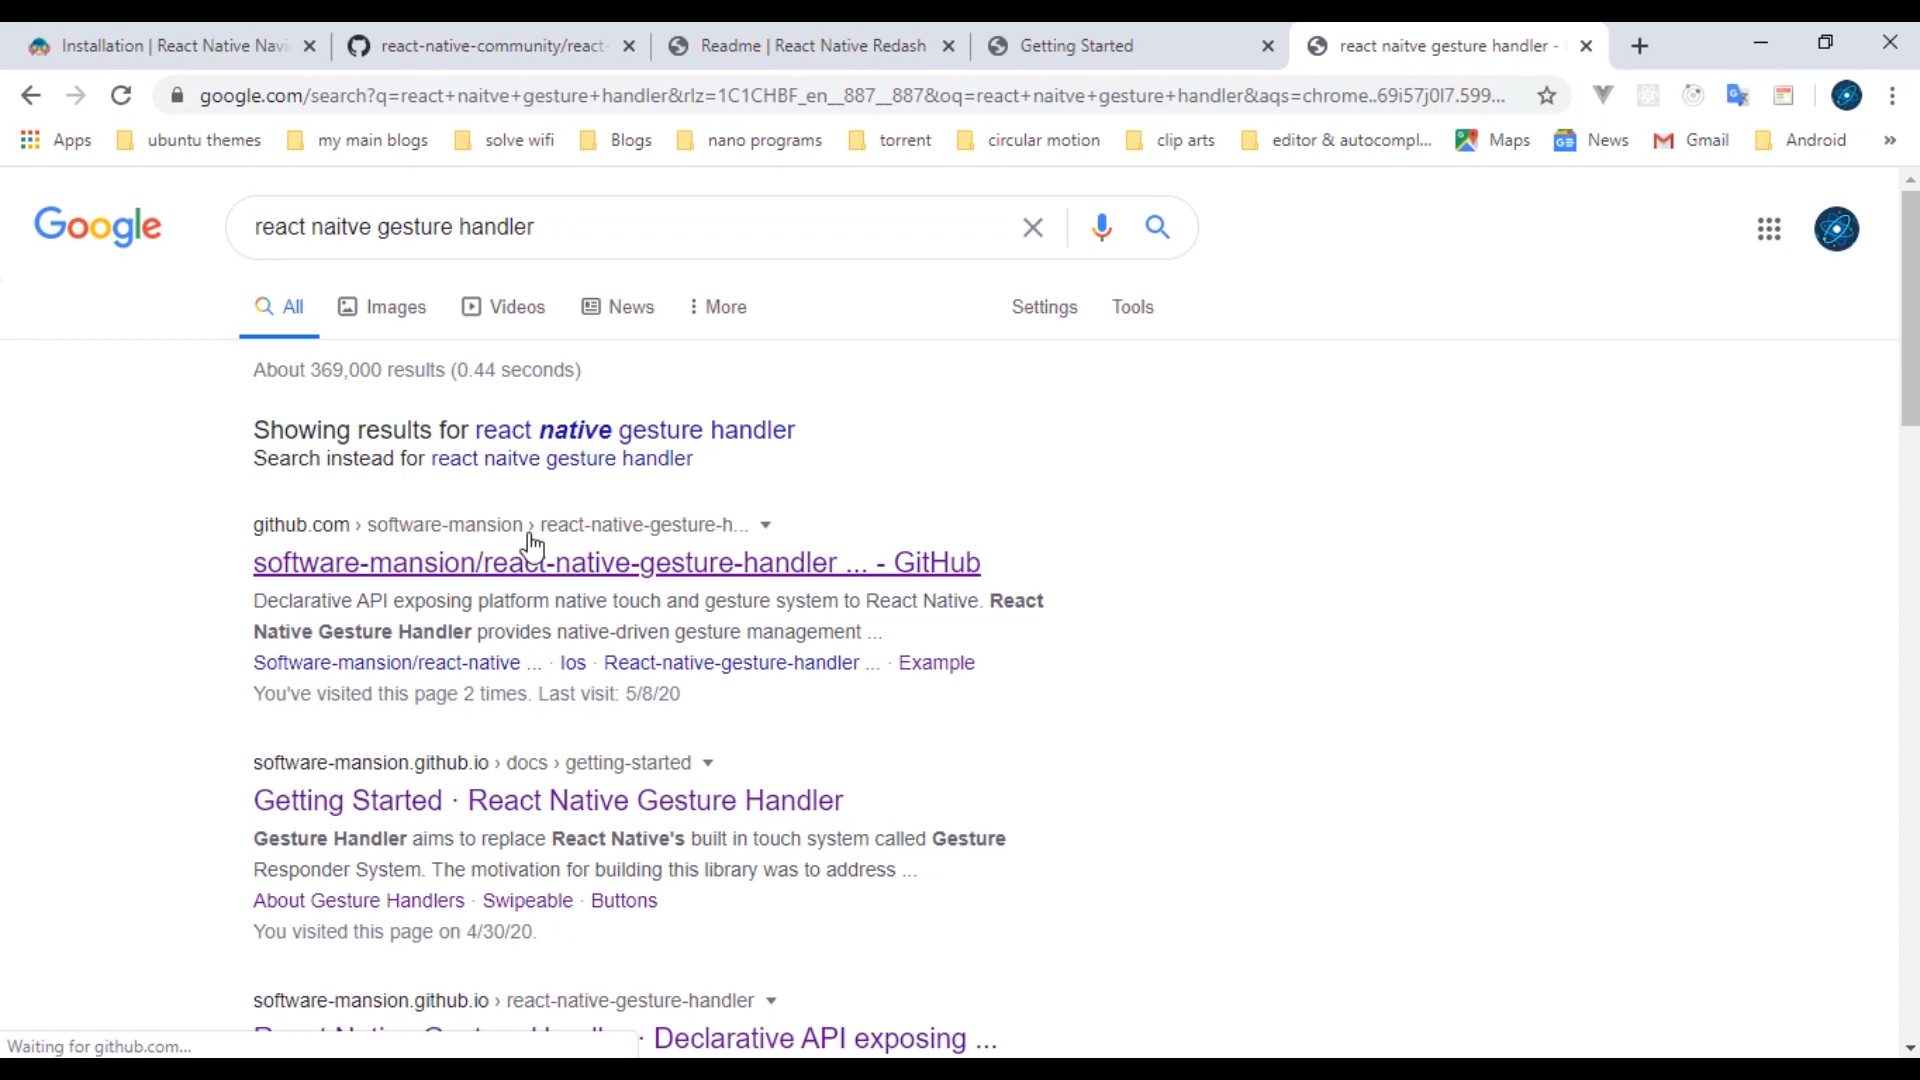 Installation | React Native Navi
react-native-community/react-
Readme | React Native Redash
Getting Started
react naitve gesture handler -
google.com/search?q=react+naitve+gesture+handler&rlz=1C1CHBF_en__887__887&oq=react+naitve+gesture+handler&aqs=chrome..69i57j0l7.599...
Apps
ubuntu themes
my main blogs
solve wifi
Blogs
nano programs
torrent
circular motion
clip arts
editor & autocompl...
Maps
News
Gmail
Android
»
Google
react naitve gesture handler
All
Images
Videos
News
More
Settings
Tools
About 369,000 results (0.44 seconds)
Showing results for react native gesture handler
Search instead for react naitve gesture handler
github.com › software-mansion › react-native-gesture-h...
software-mansion/react-native-gesture-handler ... - GitHub
Declarative API exposing platform native touch and gesture system to React Native. React
Native Gesture Handler provides native-driven gesture management ...
Software-mansion/react-native ... · Ios · React-native-gesture-handler ... · Example
You've visited this page 2 times. Last visit: 5/8/20
software-mansion.github.io › docs › getting-started
Getting Started · React Native Gesture Handler
Gesture Handler aims to replace React Native's built in touch system called Gesture
Responder System. The motivation for building this library was to address ...
About Gesture Handlers · Swipeable · Buttons
You visited this page on 4/30/20.
software-mansion.github.io › react-native-gesture-handler
· Declarative API exposing ...
Waiting for github.com...